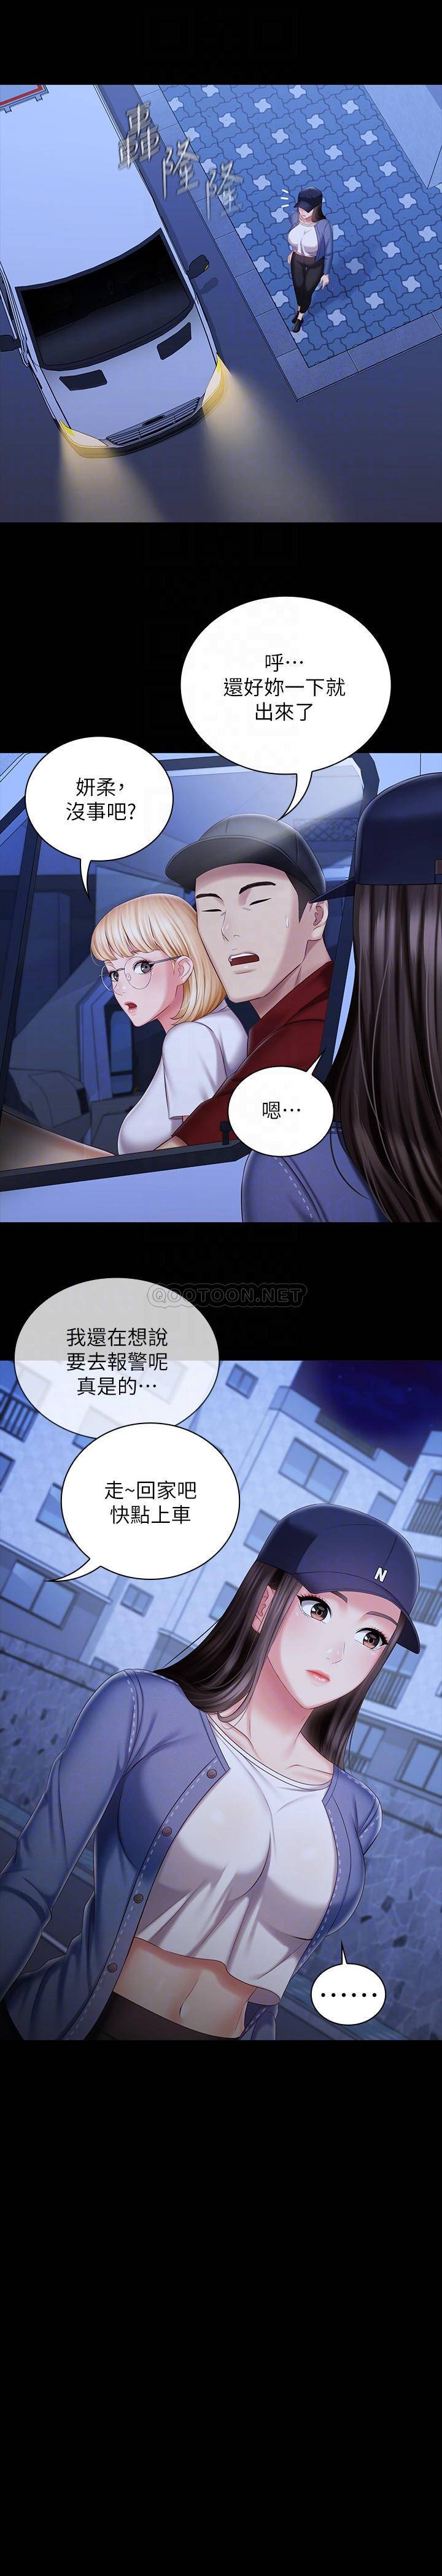 轟
隆
隆
呼…
還好妳一下就
出來了
妍柔,
沒事吧?
嗯…
QOOTOON.NET
我還在想說
要去報警呢
真是的…
走~回家吧
快點上車
N
……